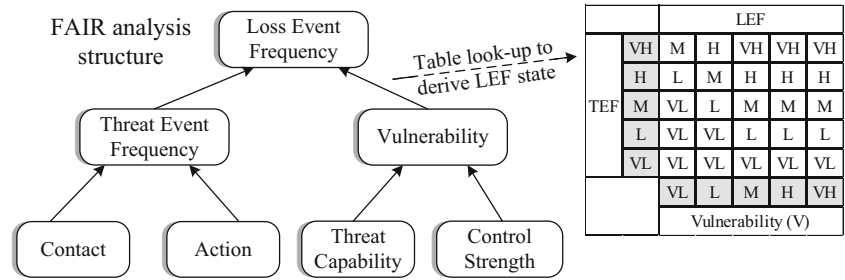 FAIR analysis
structure
Loss Event
Frequency
Table look-up to
derive LEF state
Threat Event
Frequency
Vulnerability
Contact
Action
Threat
Capability
Control
Strength
LEF
VH M H VH VH VH
H L M H H H
TEF M VL L M M M
L VL VL L L L
VL VL VL VL VL VL
VL L M H VH
Vulnerability (V)